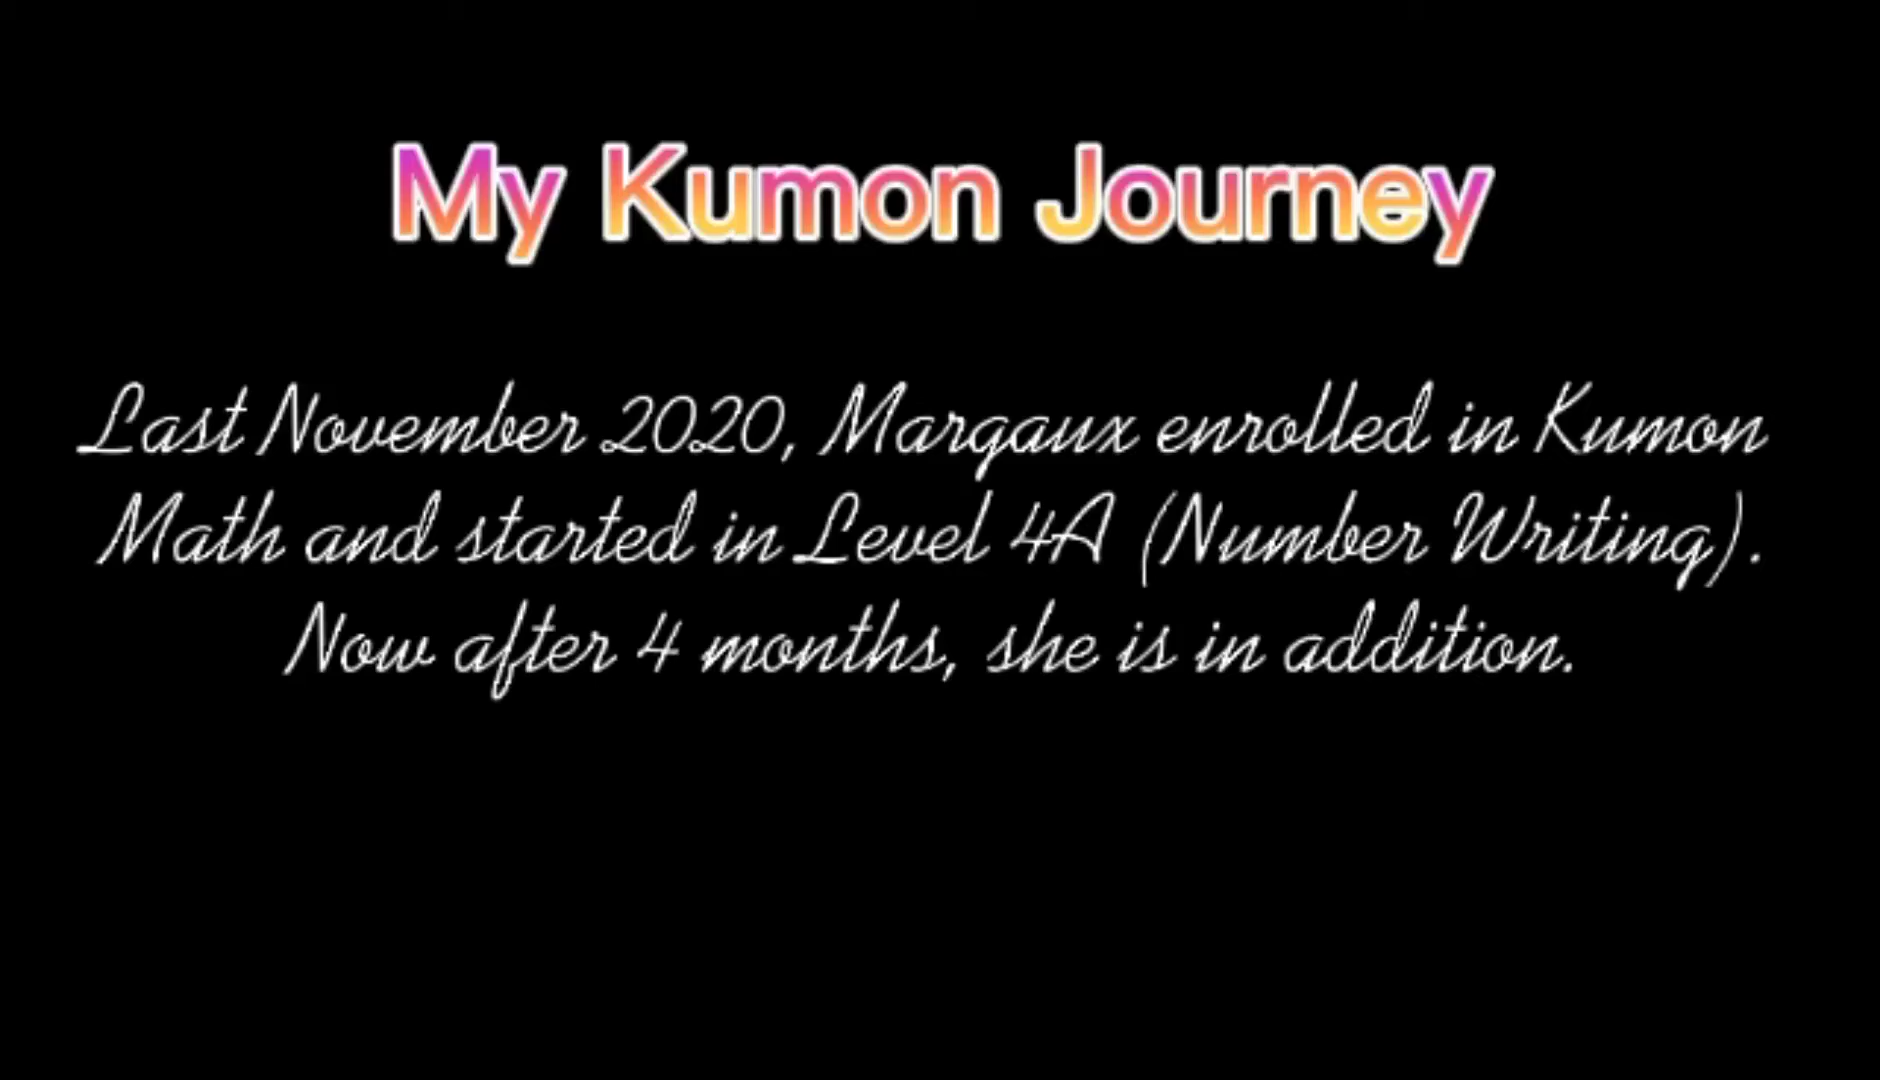 My Kumon Journey
Last November 2020, Margaux enrolled in Kumon
Math and started in Level 4A (Number Writing).
Now after 4 months, she is in addition.